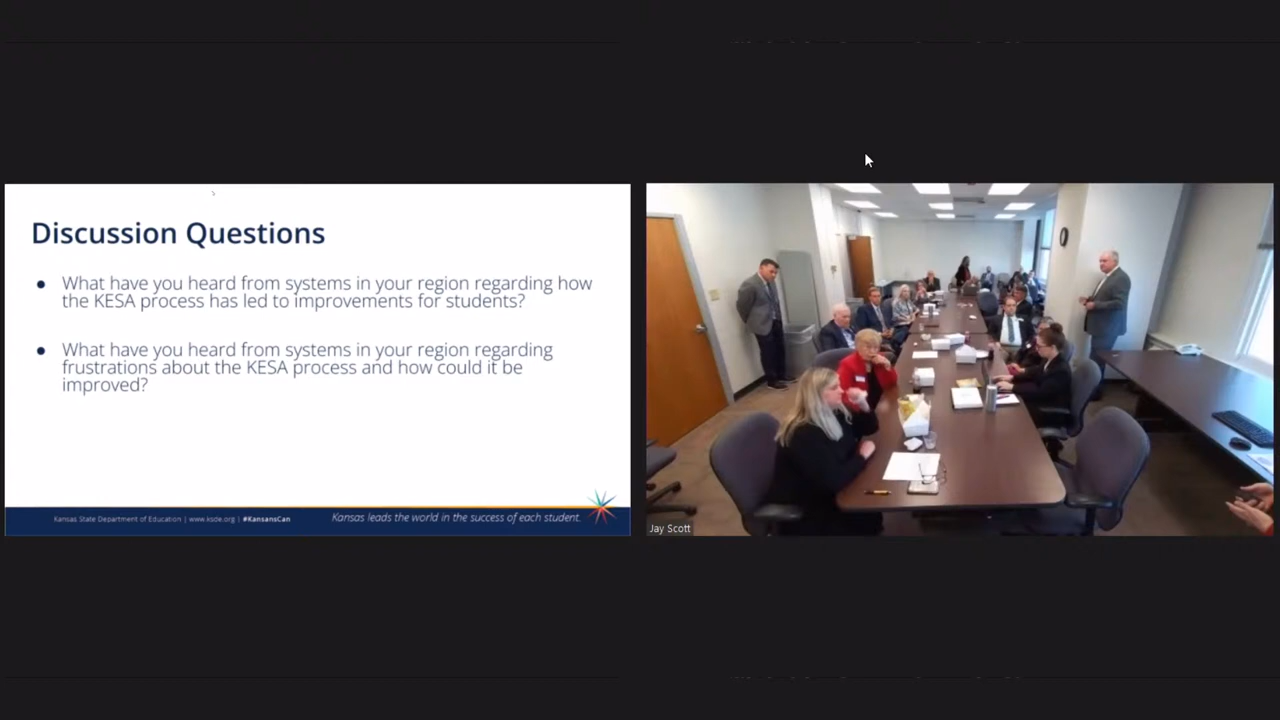 Discussion Questions
● What have you heard from systems in your region regarding how
the KESA process has led to improvements for students?
● What have you heard from systems in your region regarding
frustrations about the KESA process and how could it be
improved?
Kansas State Department of Education | www.ksde.org | #KansansCan
Kansas leads the world in the success of each student.
Jay Scott